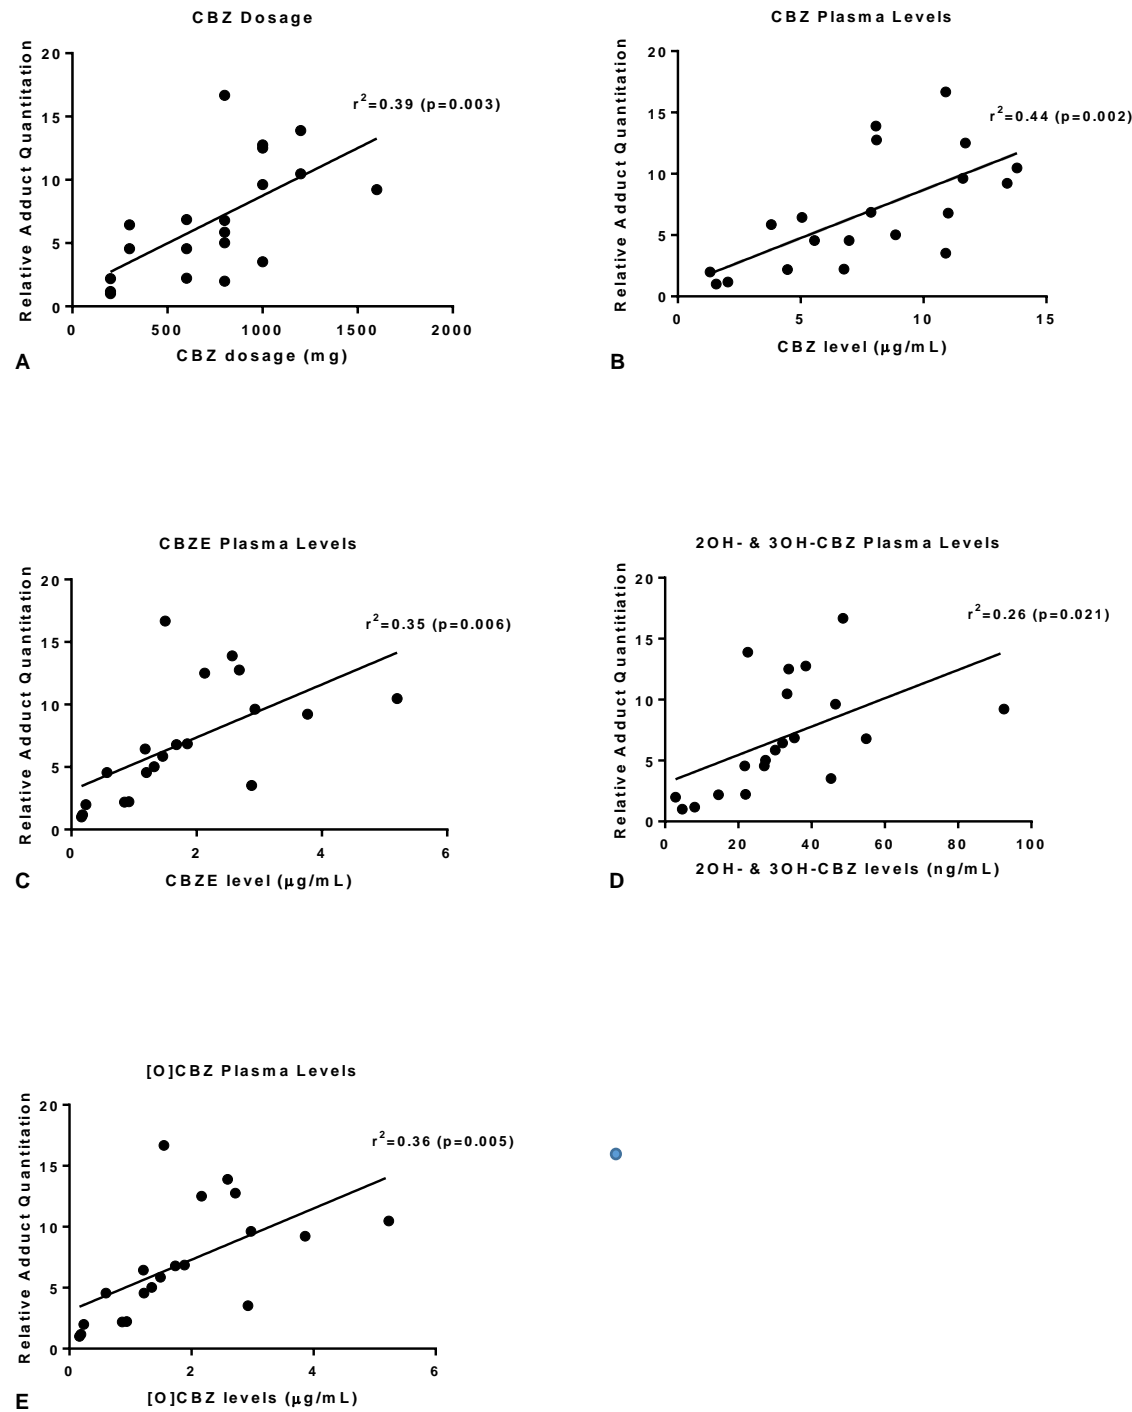 CBZ Dosage
Relative Adduct Quantitation
20
15
10
5
0
r2=0.39 (p=0.003)
0 500 1000 1500 2000
CBZ dosage (mg)
A
CBZ Plasma Levels
Relative Adduct Quantitation
20
15
10
5
0
r2=0.44 (p=0.002)
0 5 10 15
CBZ level (µg/mL)
B
CBZE Plasma Levels
Relative Adduct Quantitation
20
15
10
5
0
r2=0.35 (p=0.006)
0 2 4 6
CBZE level (µg/mL)
C
2OH- & 3OH-CBZ Plasma Levels
Relative Adduct Quantitiation
20
15
10
5
0
r2=0.26 (p=0.021)
0 20 40 60 80 100
2OH- & 3OH-CBZ levels (ng/mL)
D
[O]CBZ Plasma Levels
Relative Adduct Quantitation
20
15
10
5
0
r2=0.36 (p=0.005)
0 2 4 6
[O]CBZ levels (µg/mL)
E